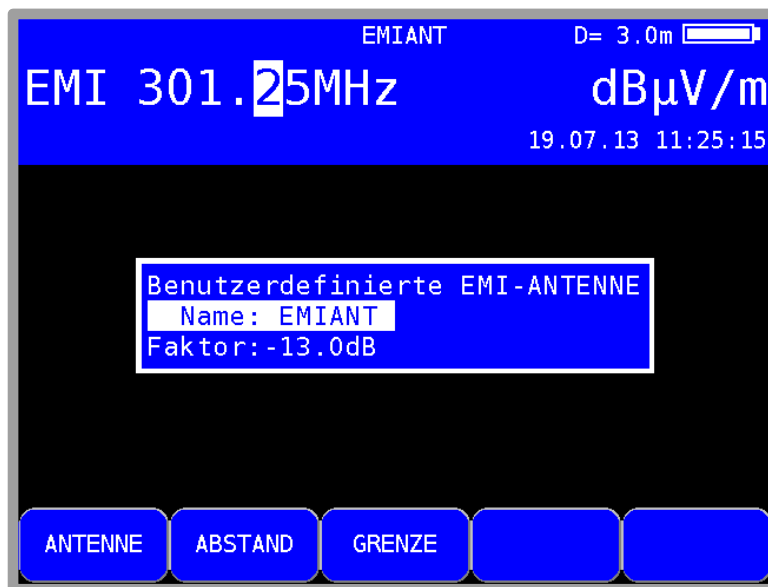 EMIANT D= 3.0m
EMI 301.25MHz dBµV/m
19.07.13 11:25:15
Benutzerdefinierte EMI-ANTENNE
Name: EMIANT
Faktor:-13.0dB
ANTENNE ABSTAND GRENZE